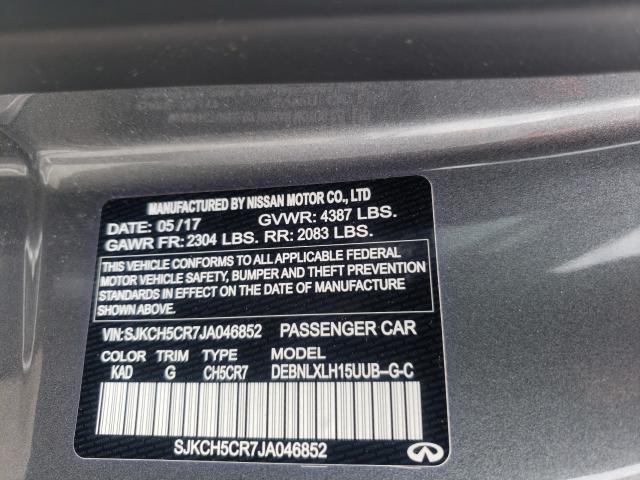 MANUFACTURED BY NISSAN MOTOR CO., LTD
DATE: 05/17 GVWR: 4387 LBS.
GAWR FR: 2304 LBS. RR: 2083 LBS.
THIS VEHICLE CONFORMS TO ALL APPLICABLE FEDERAL
MOTOR VEHICLE SAFETY, BUMPER AND THEFT PREVENTION
STANDARDS IN EFFECT ON THE DATE OF MANUFACTURE
SHOWN ABOVE.
VIN: SJKCH5CR7JA046852 PASSENGER CAR
COLOR TRIM MODEL
KAD G CH5CR7 DEBNLXLH15UUB-G-C
SJKCH5CR7JA046852